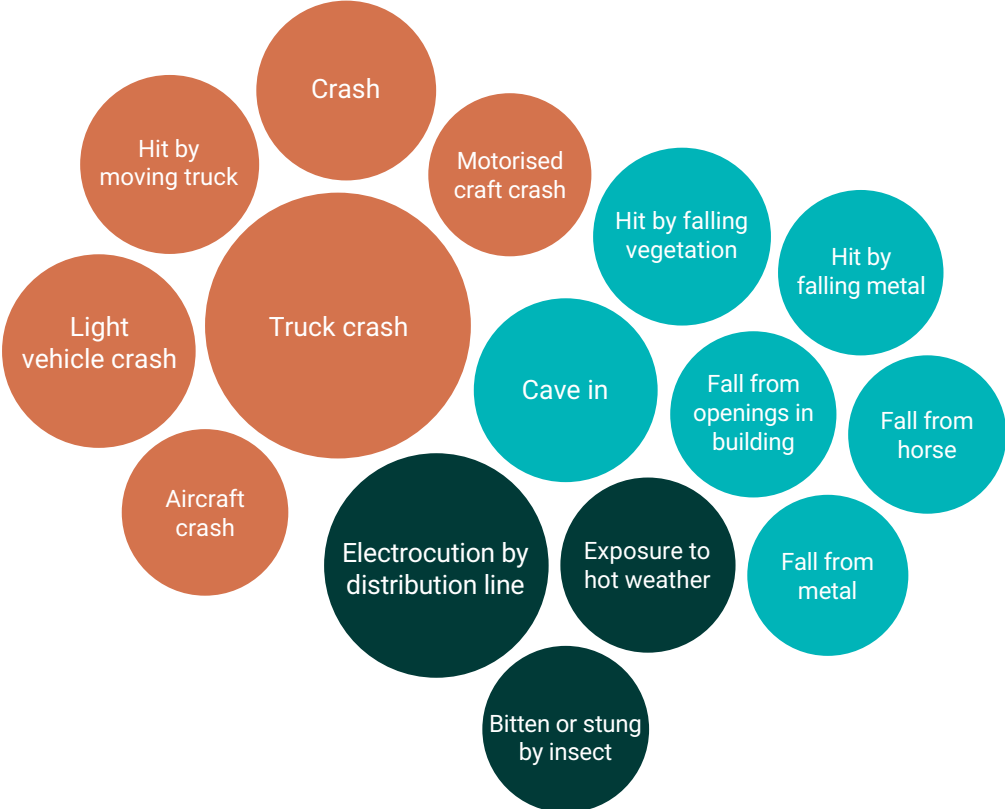 Crash
Hit by
moving truck
Motorised
craft crash
Hit by falling
vegetation
Hit by
falling metal
Light
vehicle crash
Truck crash
Cave in
Fall from
openings in
building
Fall from
horse
Aircraft
crash
Electrocution by
distribution line
Exposure to
hot weather
Fall from
metal
Bitten or stung
by insect